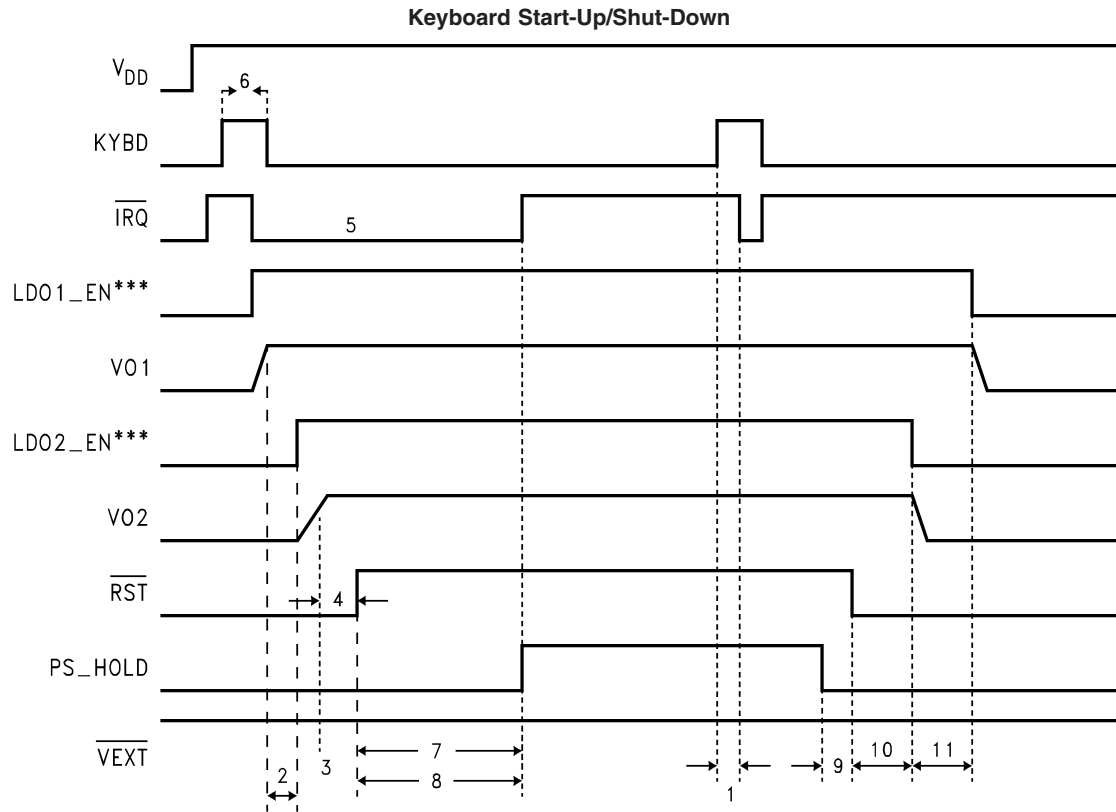 Keyboard Start-Up/Shut-Down
VDD
6
KYBD
IRQ
5
LDO1_EN***
VO1
LDO2_EN***
VO2
RST
4
PS_HOLD
VEXT
2
3
7
8
1
9
10
11